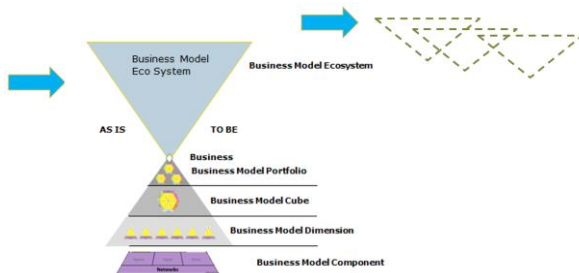 Business Model
Eco System
Business Model Ecosystem
AS IS
TO BE
Business
Business Model Portfolio
Business Model Cube
Business Model Dimension
Business Model Component
Networks